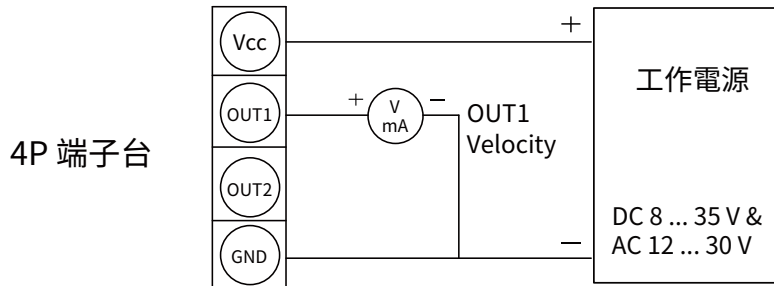 4P 端子台
Vcc
OUT1
OUT2
GND
+
+
V
mA
−
OUT1
Velocity
−
工作電源
DC 8 ... 35 V &
AC 12 ... 30 V